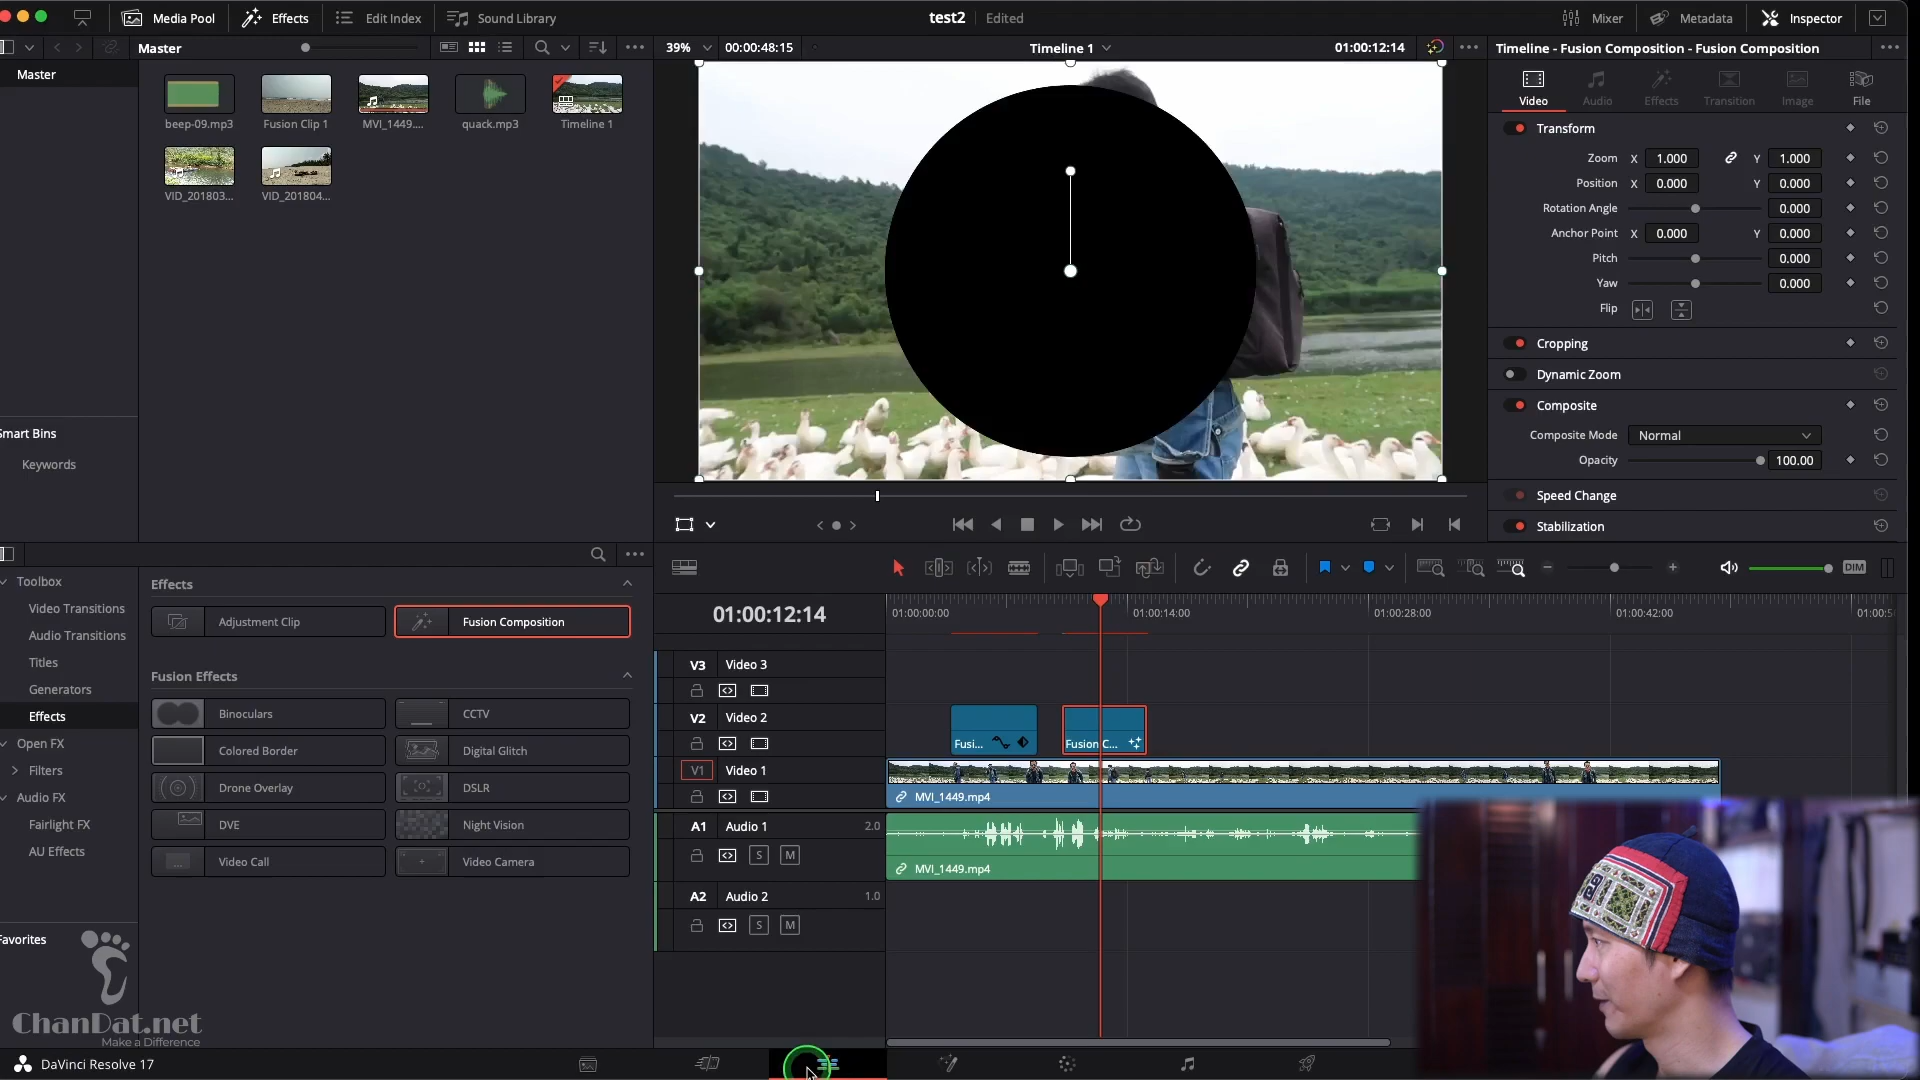 Media Pool
Effects
Edit Index
Sound Library
test2
Edited
Mixer
Metadata
Inspector
Master
39%
00:00:48:15
Timeline 1
01:00:12:14
Timeline - Fusion Composition - Fusion Composition
Master
beep-09.mp3
Fusion Clip 1
MVI_1449....
quack.mp3
Timeline 1
VID_201803...
VID_201804...
Smart Bins
Keywords
Video
Audio
Effects
Transition
Image
File
Transform
Zoom X 1.000 Y 1.000
Position X 0.000 Y 0.000
Rotation Angle 0.000
Anchor Point X 0.000 Y 0.000
Pitch 0.000
Yaw 0.000
Flip
Cropping
Dynamic Zoom
Composite
Composite Mode Normal
Opacity 100.00
Speed Change
Stabilization
Toolbox
Video Transitions
Audio Transitions
Titles
Generators
Effects
Open FX
Filters
Audio FX
Fairlight FX
AU Effects
Favorites
Effects
Adjustment Clip
Fusion Composition
Fusion Effects
Binoculars
CCTV
Colored Border
Digital Glitch
Drone Overlay
DSLR
DVE
Night Vision
Video Call
Video Camera
DIM
01:00:12:14
01:00:00:00
01:00:14:00
01:00:28:00
01:00:42:00
V3 Video 3
V2 Video 2
Fusi...
Fusion C...
V1 Video 1
MVI_1449.mp4
A1 Audio 1 2.0
S M
MVI_1449.mp4
A2 Audio 2 1.0
S M
ChanDat.net
Make a Difference
DaVinci Resolve 17